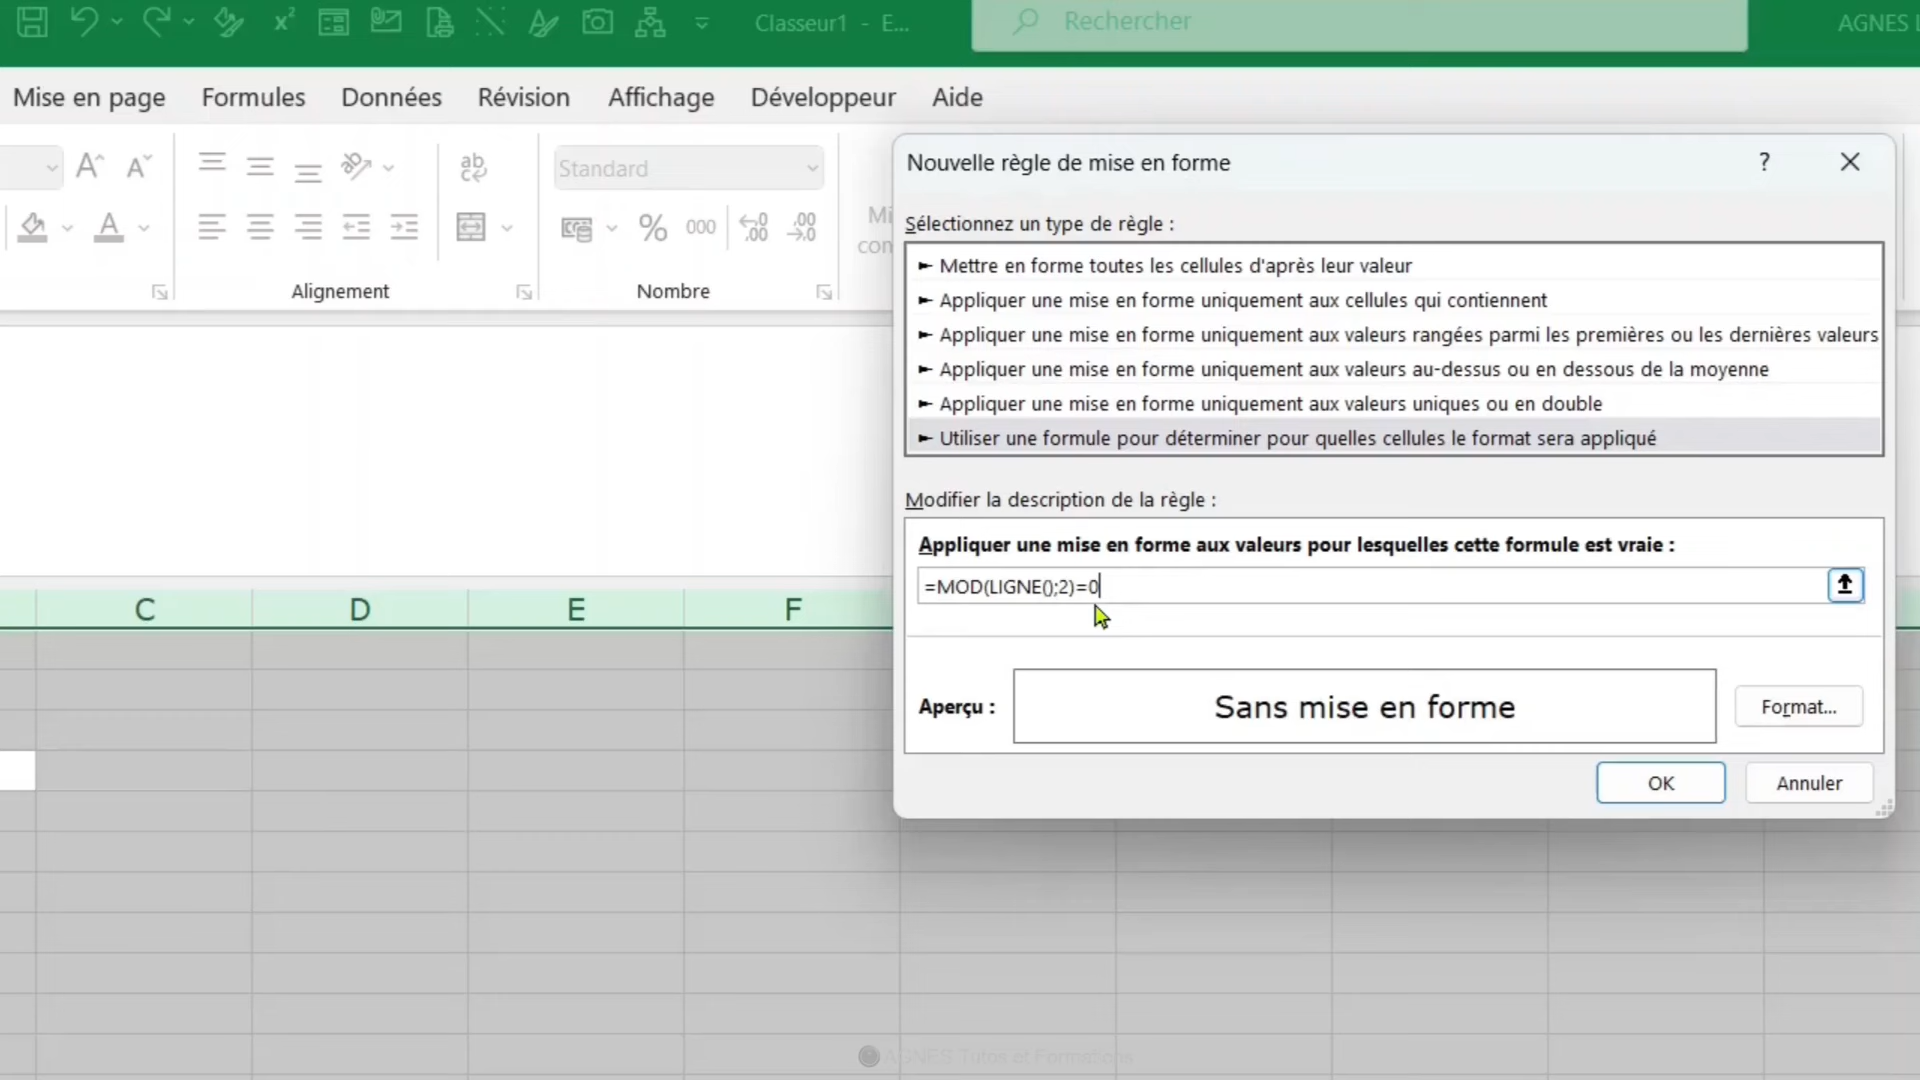 Classeur1 - E...
Rechercher
AGNES
Mise en page Formules Données Révision Affichage Développeur Aide
Standard
% 000
Alignement Nombre
Nouvelle règle de mise en forme
?
Sélectionnez un type de règle :
► Mettre en forme toutes les cellules d'après leur valeur
► Appliquer une mise en forme uniquement aux cellules qui contiennent
► Appliquer une mise en forme uniquement aux valeurs rangées parmi les premières ou les dernières valeurs
► Appliquer une mise en forme uniquement aux valeurs au-dessus ou en dessous de la moyenne
► Appliquer une mise en forme uniquement aux valeurs uniques ou en double
► Utiliser une formule pour déterminer pour quelles cellules le format sera appliqué
Modifier la description de la règle :
Appliquer une mise en forme aux valeurs pour lesquelles cette formule est vraie :
=MOD(LIGNE();2)=0
Aperçu : Sans mise en forme Format...
OK Annuler
C D E F
AGNES Tutos et Formations